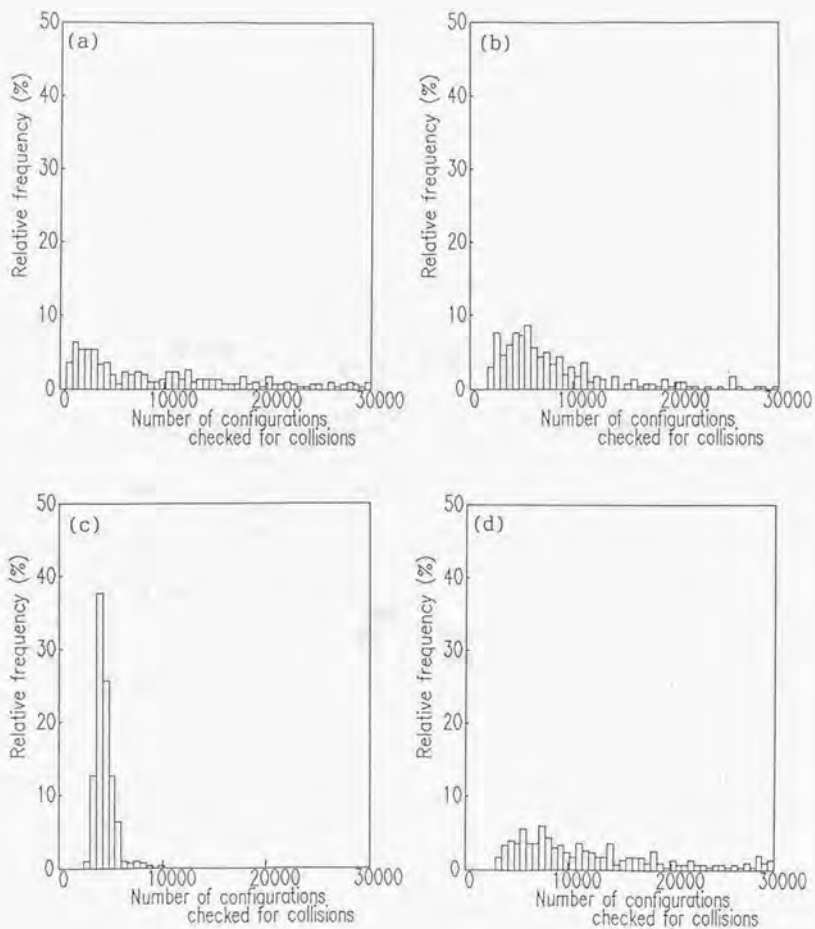 50
(a)
40
30
20
10
0
Relative frequency (%)
0 10000 20000 30000
Number of configurations
checked for collisions
50
(b)
40
30
20
10
0
Relative frequency (%)
0 10000 20000 30000
Number of configurations
checked for collisions
50
(c)
40
30
20
10
0
Relative frequency (%)
0 10000 20000 30000
Number of configurations
checked for collisions
50
(d)
40
30
20
10
0
Relative frequency (%)
0 10000 20000 30000
Number of configurations
checked for collisions